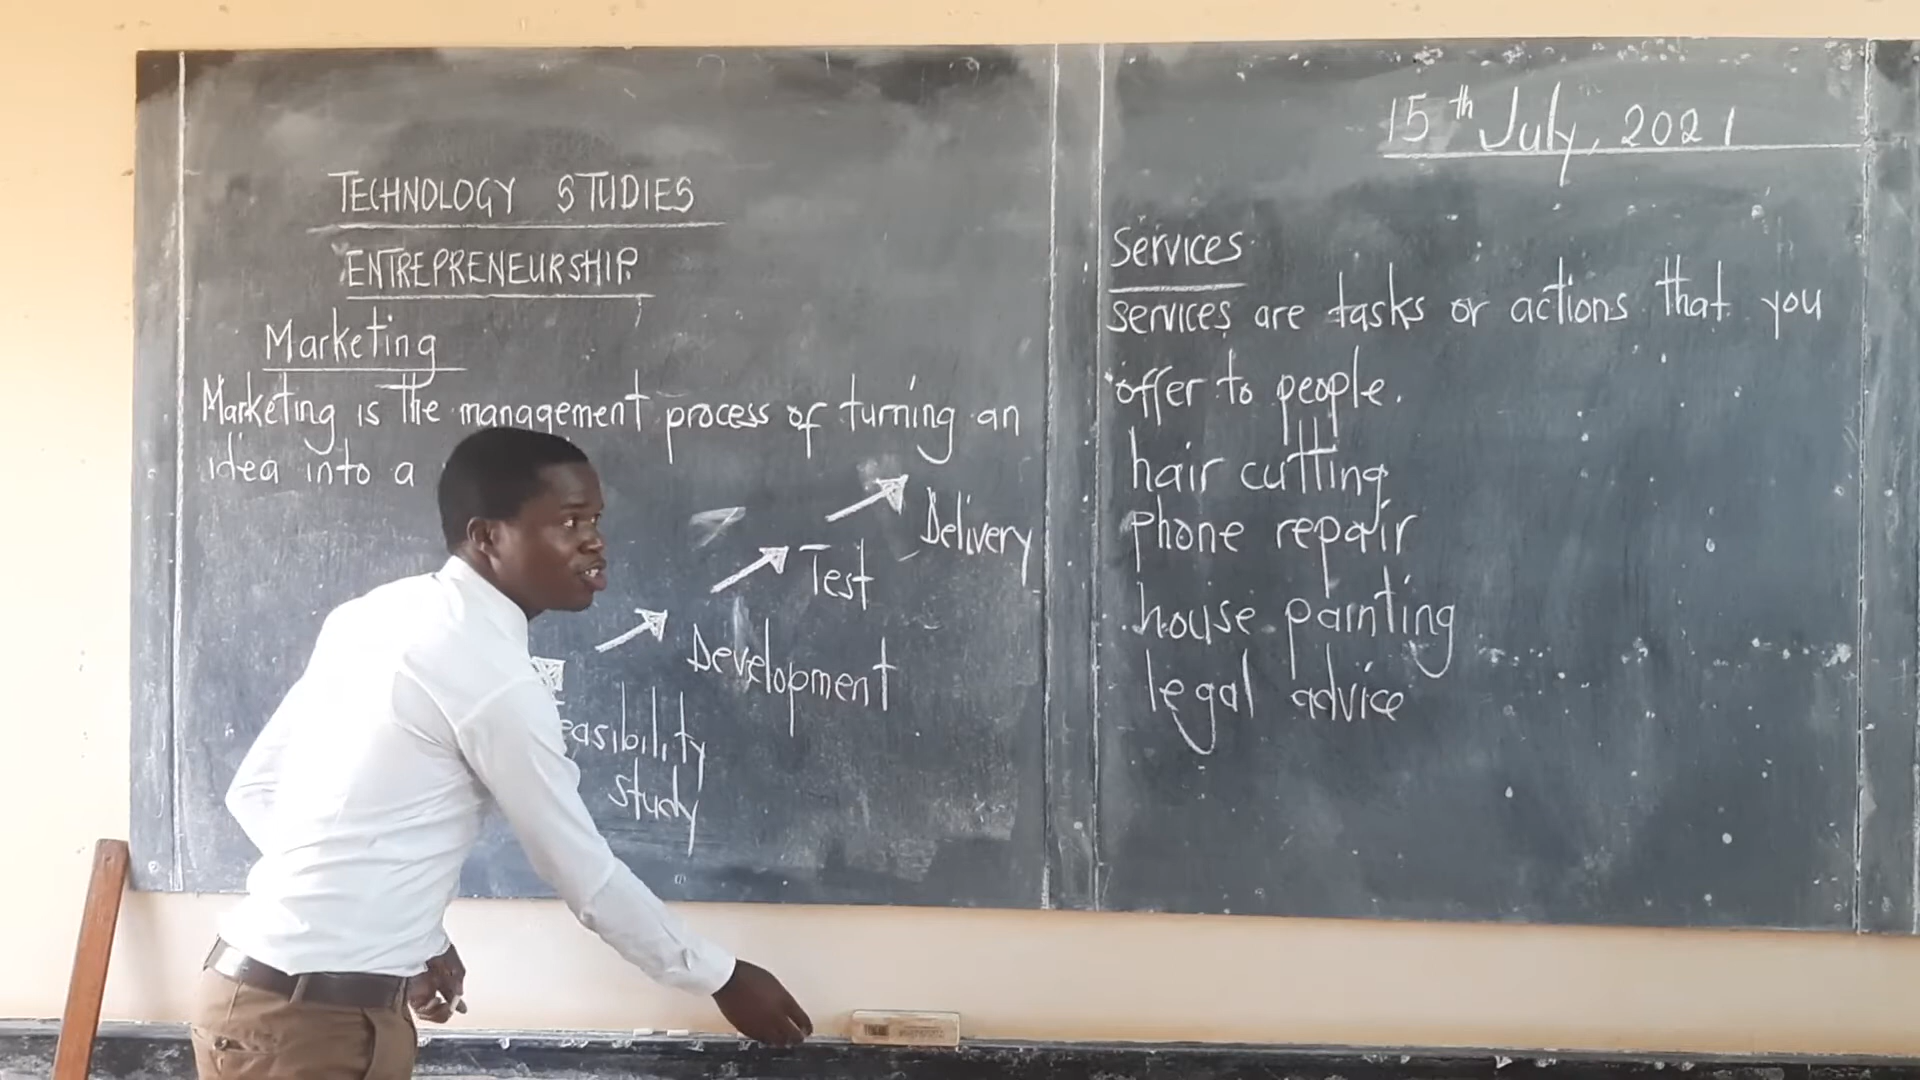 TECHNOLOGY STUDIES
ENTREPRENEURSHIP
Marketing
Marketing is the management process of turning an
idea into a
Delivery
Test
Development
easibility
study
15th July, 2021
Services
services are tasks or actions that you
offer to people.
hair cutting
phone repair
house painting
legal advice